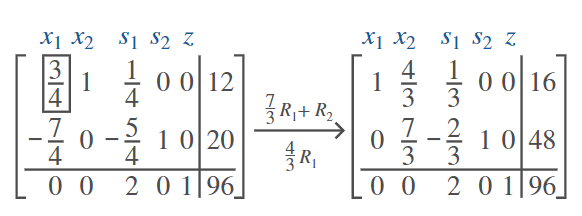 x₁ x₂ s₁ s₂ z x₁ x₂ s₁ s₂ z
3/4 1 1/4 0 0 12 1 4/3 1/3 0 0 16
7/3 R₁ + R₂
-7/4 0 -5/4 1 0 20 0 7/3 -2/3 1 0 48
4/3 R₁
0 0 2 0 1 96 0 0 2 0 1 96